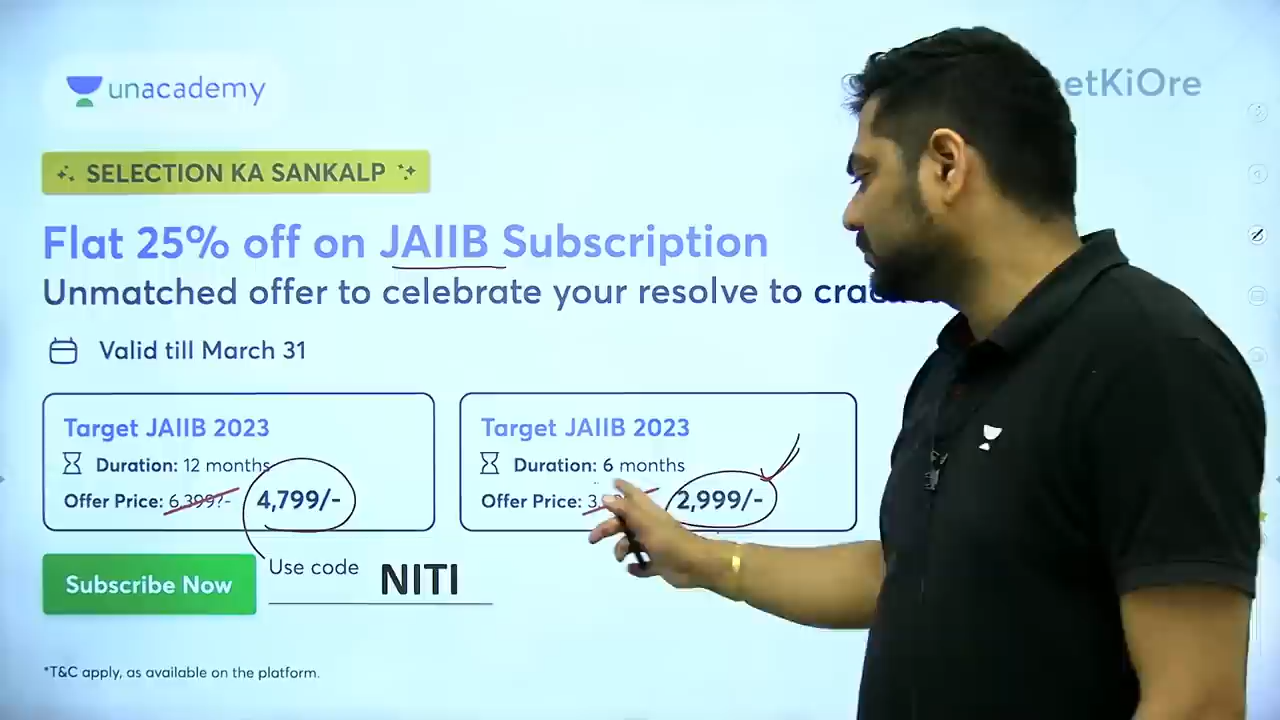 unacademy
etKiOre
SELECTION KA SANKALP
Flat 25% off on JAIIB Subscription
Unmatched offer to celebrate your resolve to
Valid till March 31
Target JAIIB 2023
Duration: 12 months
Offer Price: 6,399/- 4,799/-
Target JAIIB 2023
Duration: 6 months
Offer Price: 2,999/-
Subscribe Now
Use code NITI
*T&C apply, as available on the platform.